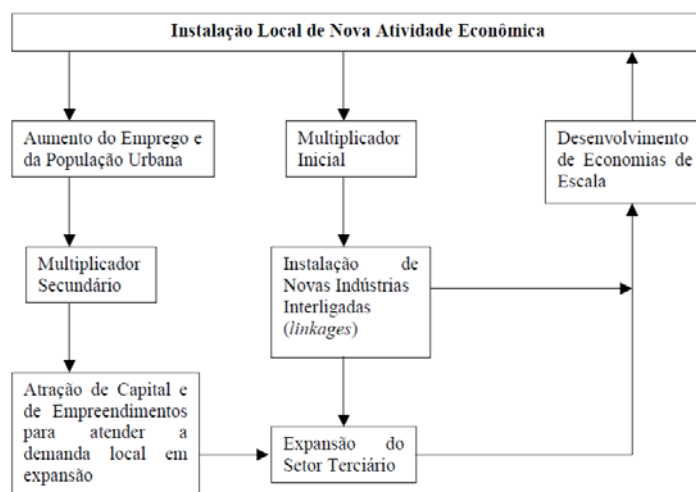 Instalação Local de Nova Atividade Econômica
Aumento do Emprego e
da População Urbana
Multiplicador
Inicial
Desenvolvimento
de Economias de
Escala
Multiplicador
Secundário
Instalação de
Novas Indústrias
Interligadas
(linkages)
Atração de Capital e
de Empreendimentos
para atender a
demanda local em
expansão
Expansão do
Setor Terciário